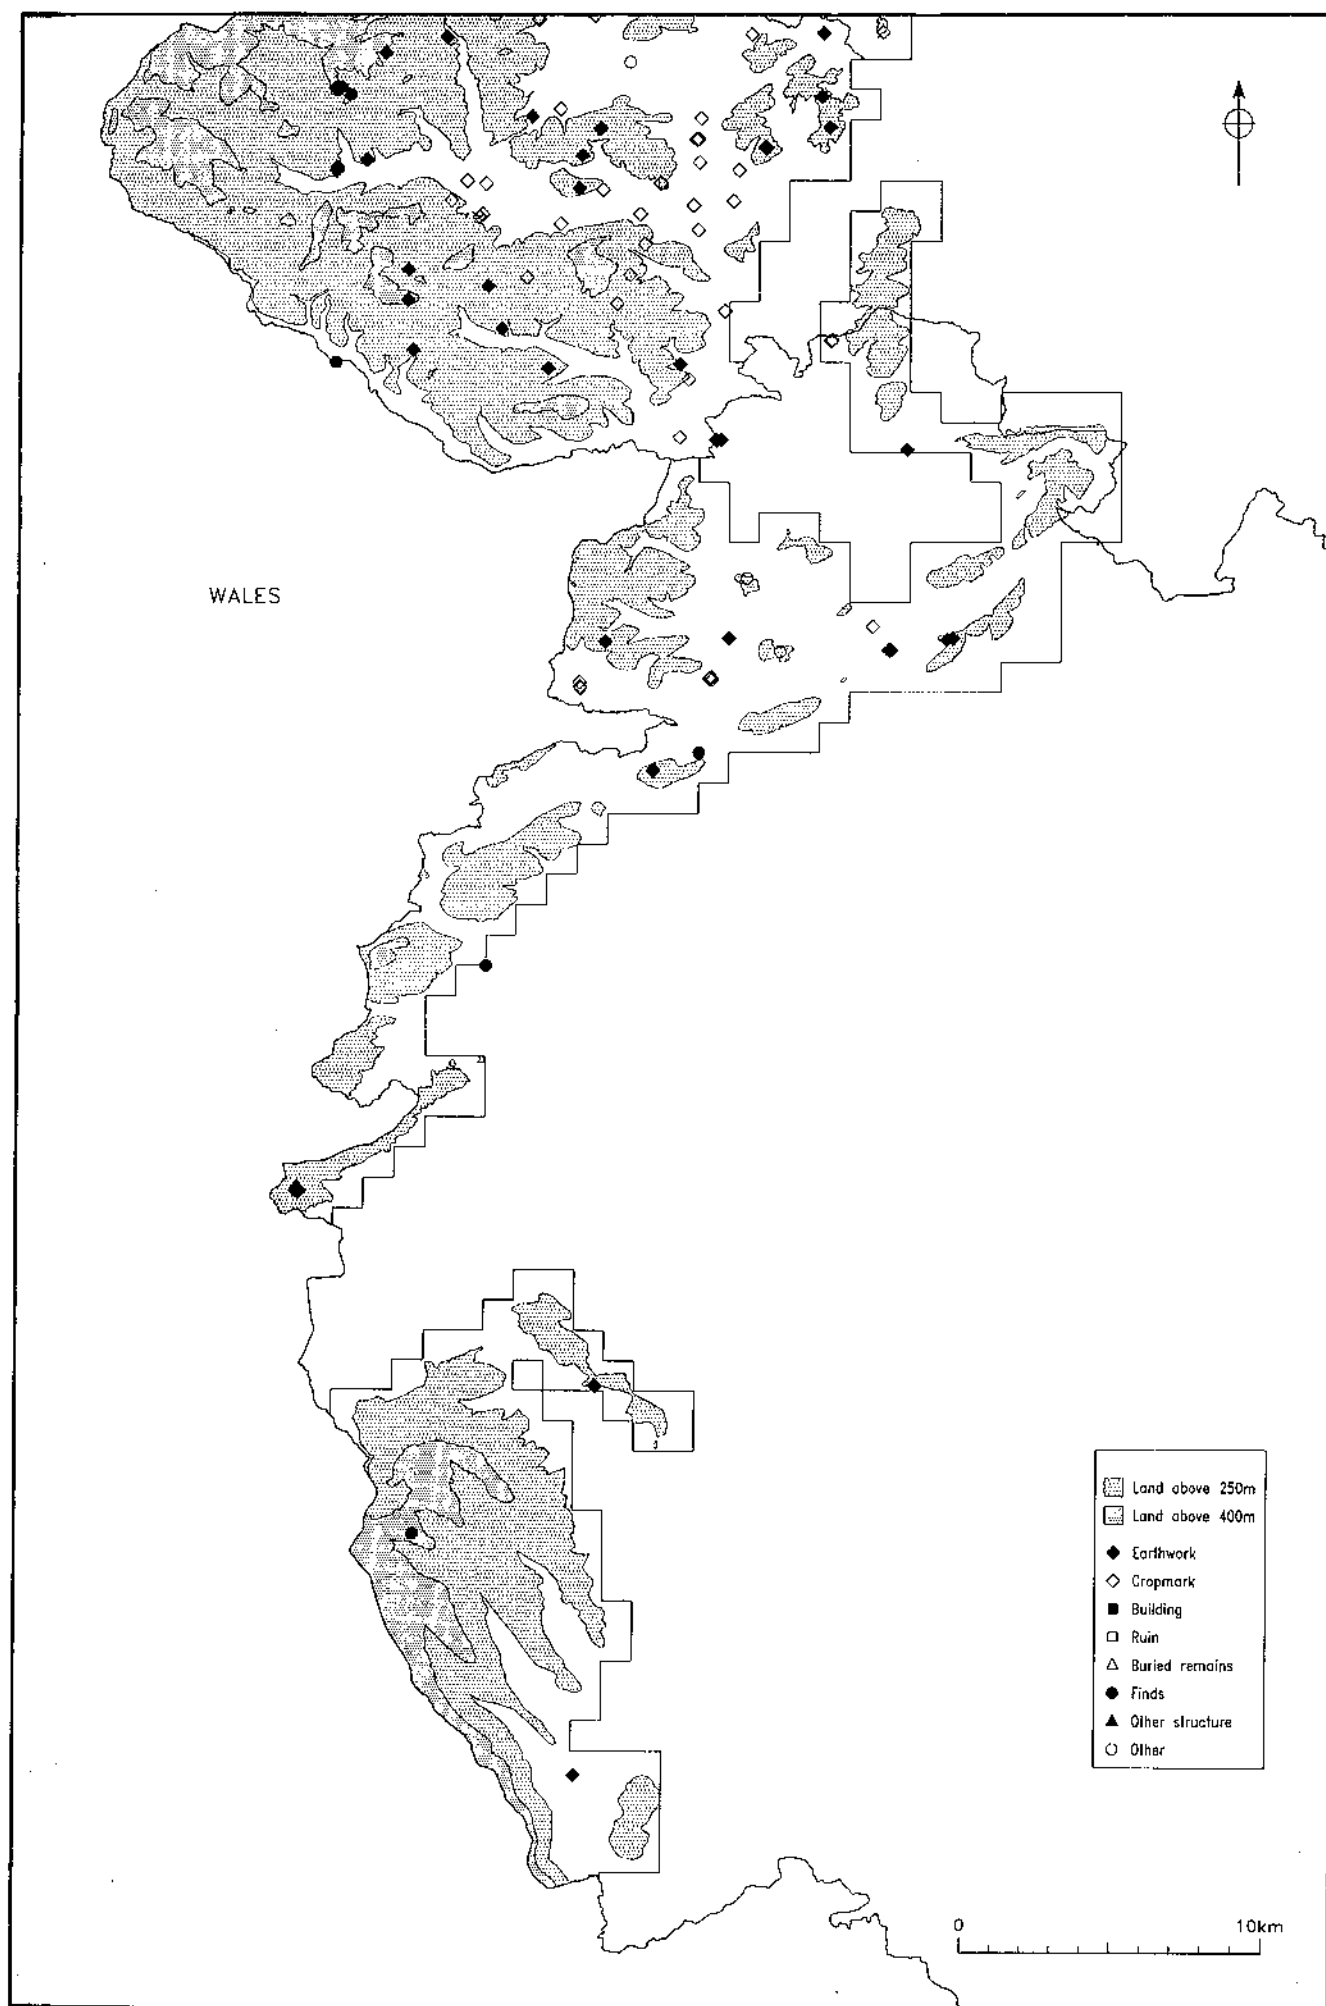 WALES
Land above 250m
Land above 400m
Earthwork
Cropmark
Building
Ruin
Buried remains
Finds
Other structure
Other
0 10km